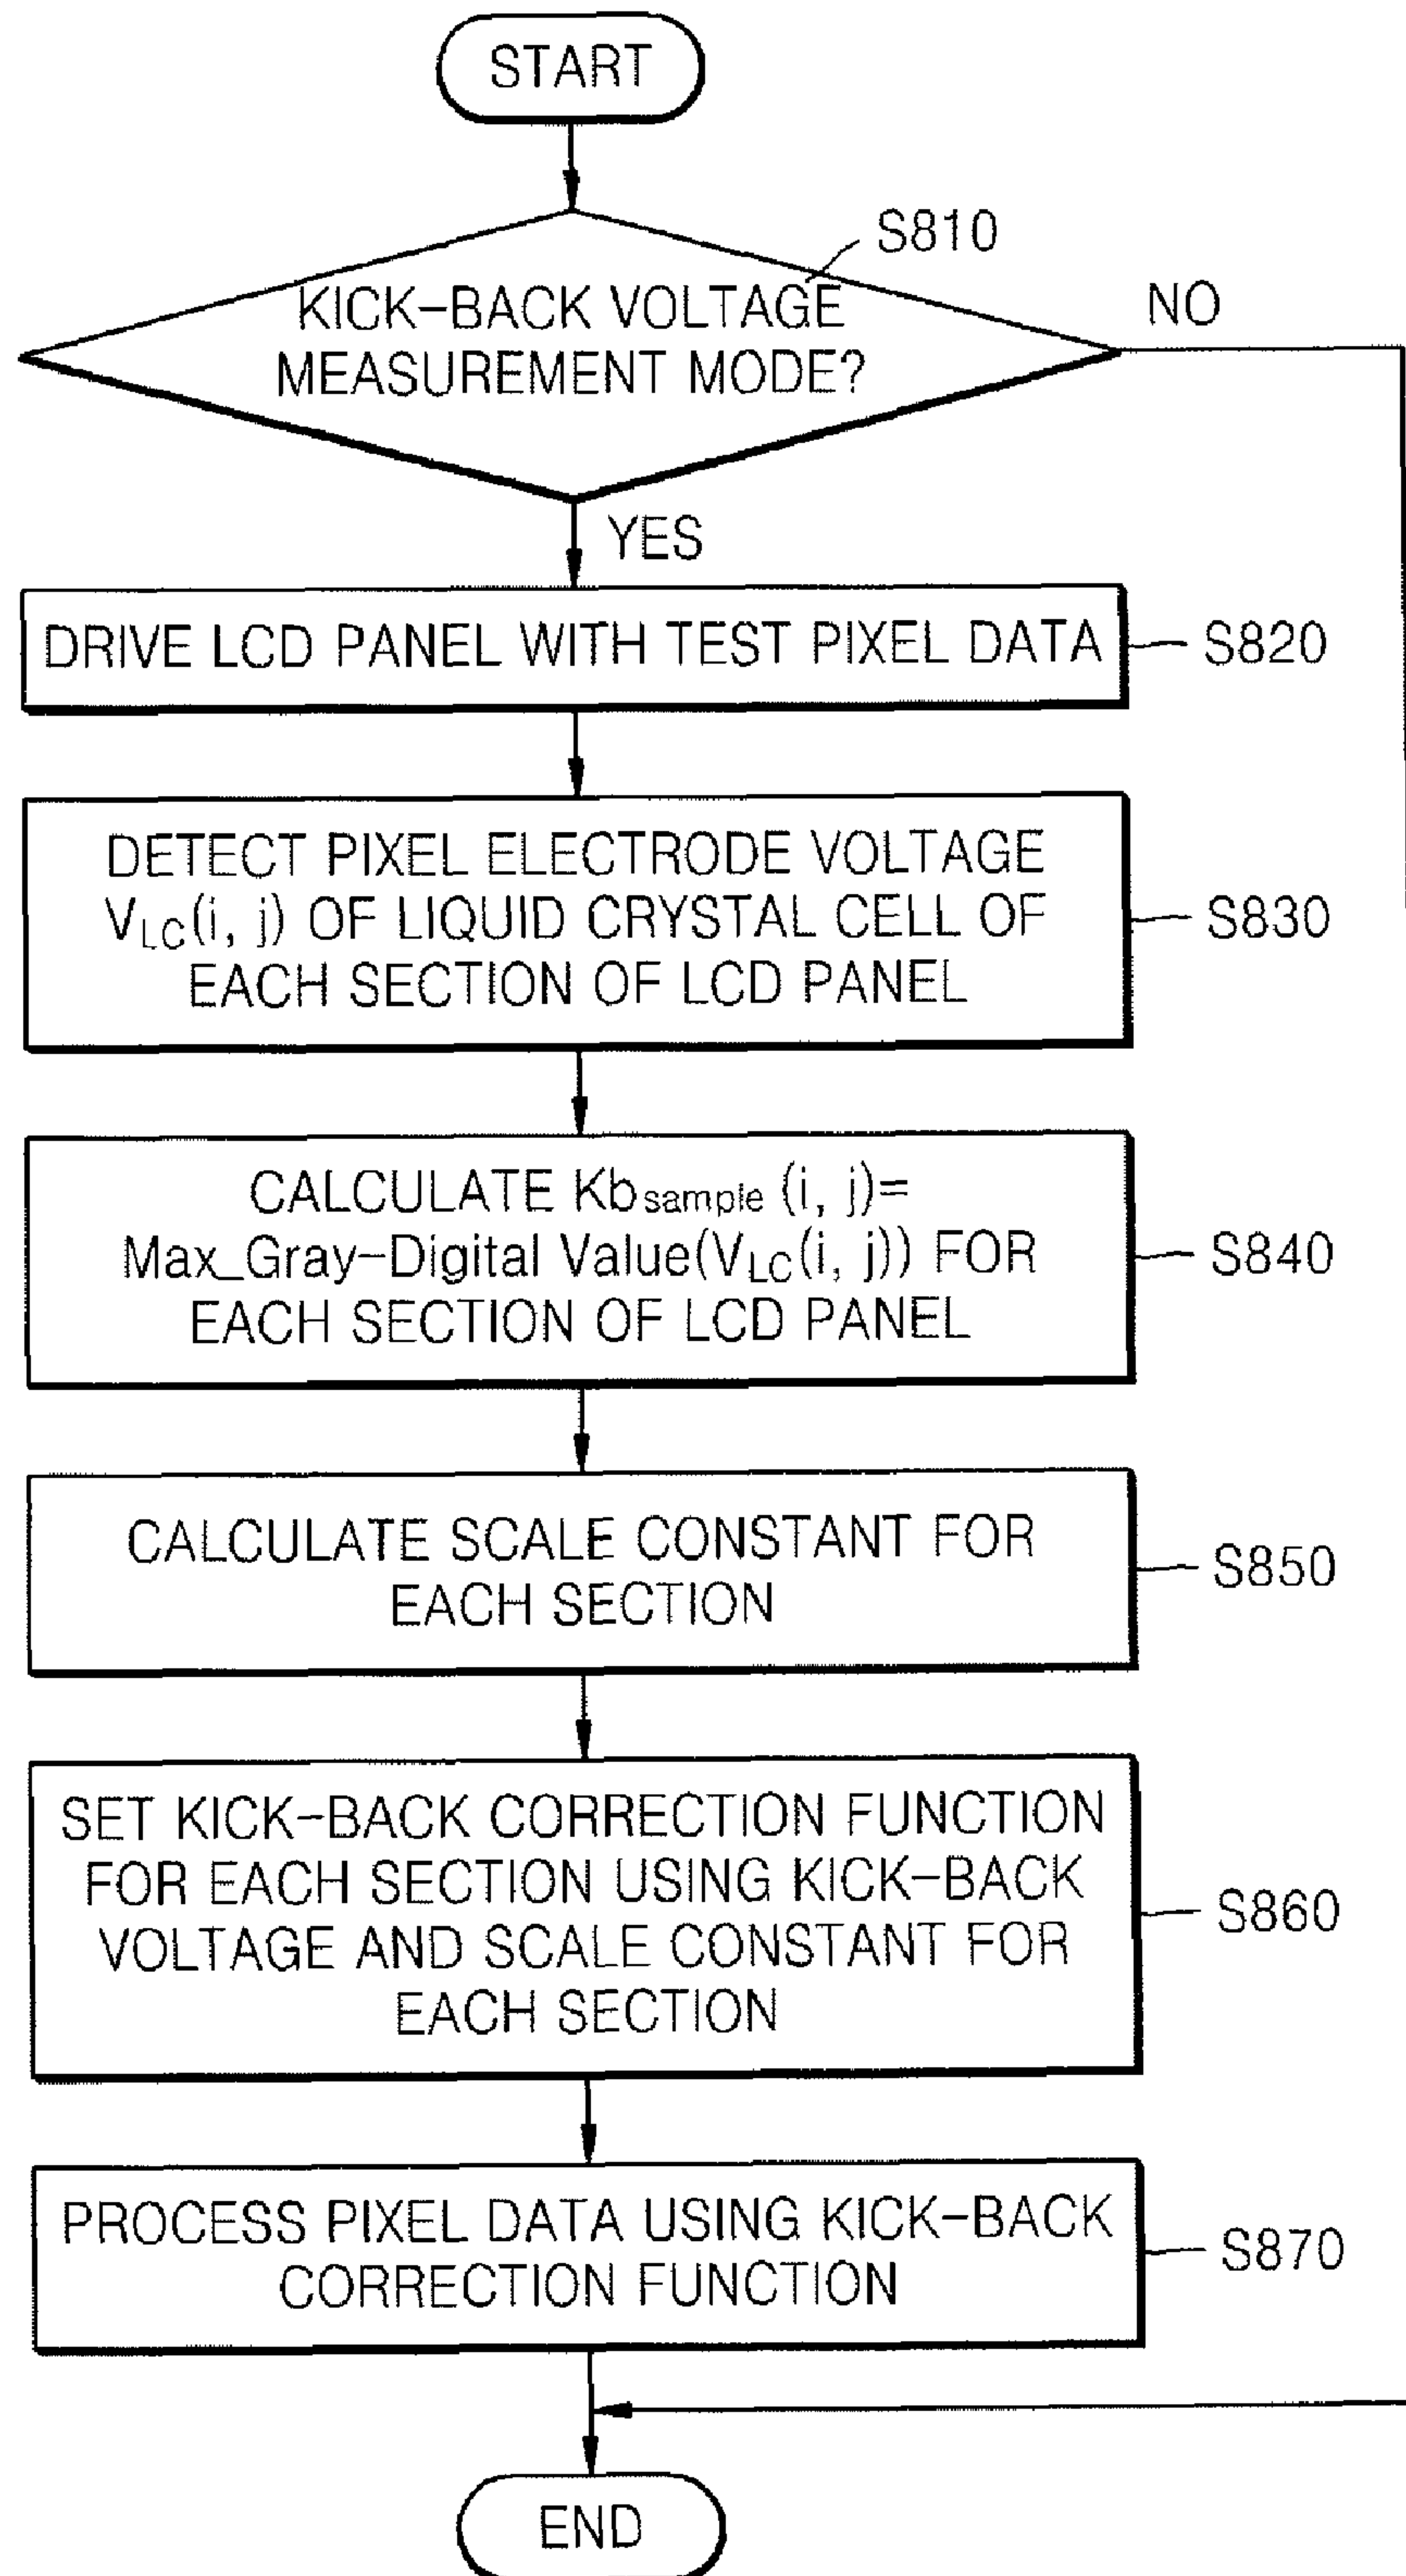 START
S810
KICK-BACK VOLTAGE
MEASUREMENT MODE?
NO
YES
DRIVE LCD PANEL WITH TEST PIXEL DATA
S820
DETECT PIXEL ELECTRODE VOLTAGE
VLC(i, j) OF LIQUID CRYSTAL CELL OF
EACH SECTION OF LCD PANEL
S830
CALCULATE Kbsample (i, j)=
Max_Gray-Digital Value(VLC(i, j)) FOR
EACH SECTION OF LCD PANEL
S840
CALCULATE SCALE CONSTANT FOR
EACH SECTION
S850
SET KICK-BACK CORRECTION FUNCTION
FOR EACH SECTION USING KICK-BACK
VOLTAGE AND SCALE CONSTANT FOR
EACH SECTION
S860
PROCESS PIXEL DATA USING KICK-BACK
CORRECTION FUNCTION
S870
END